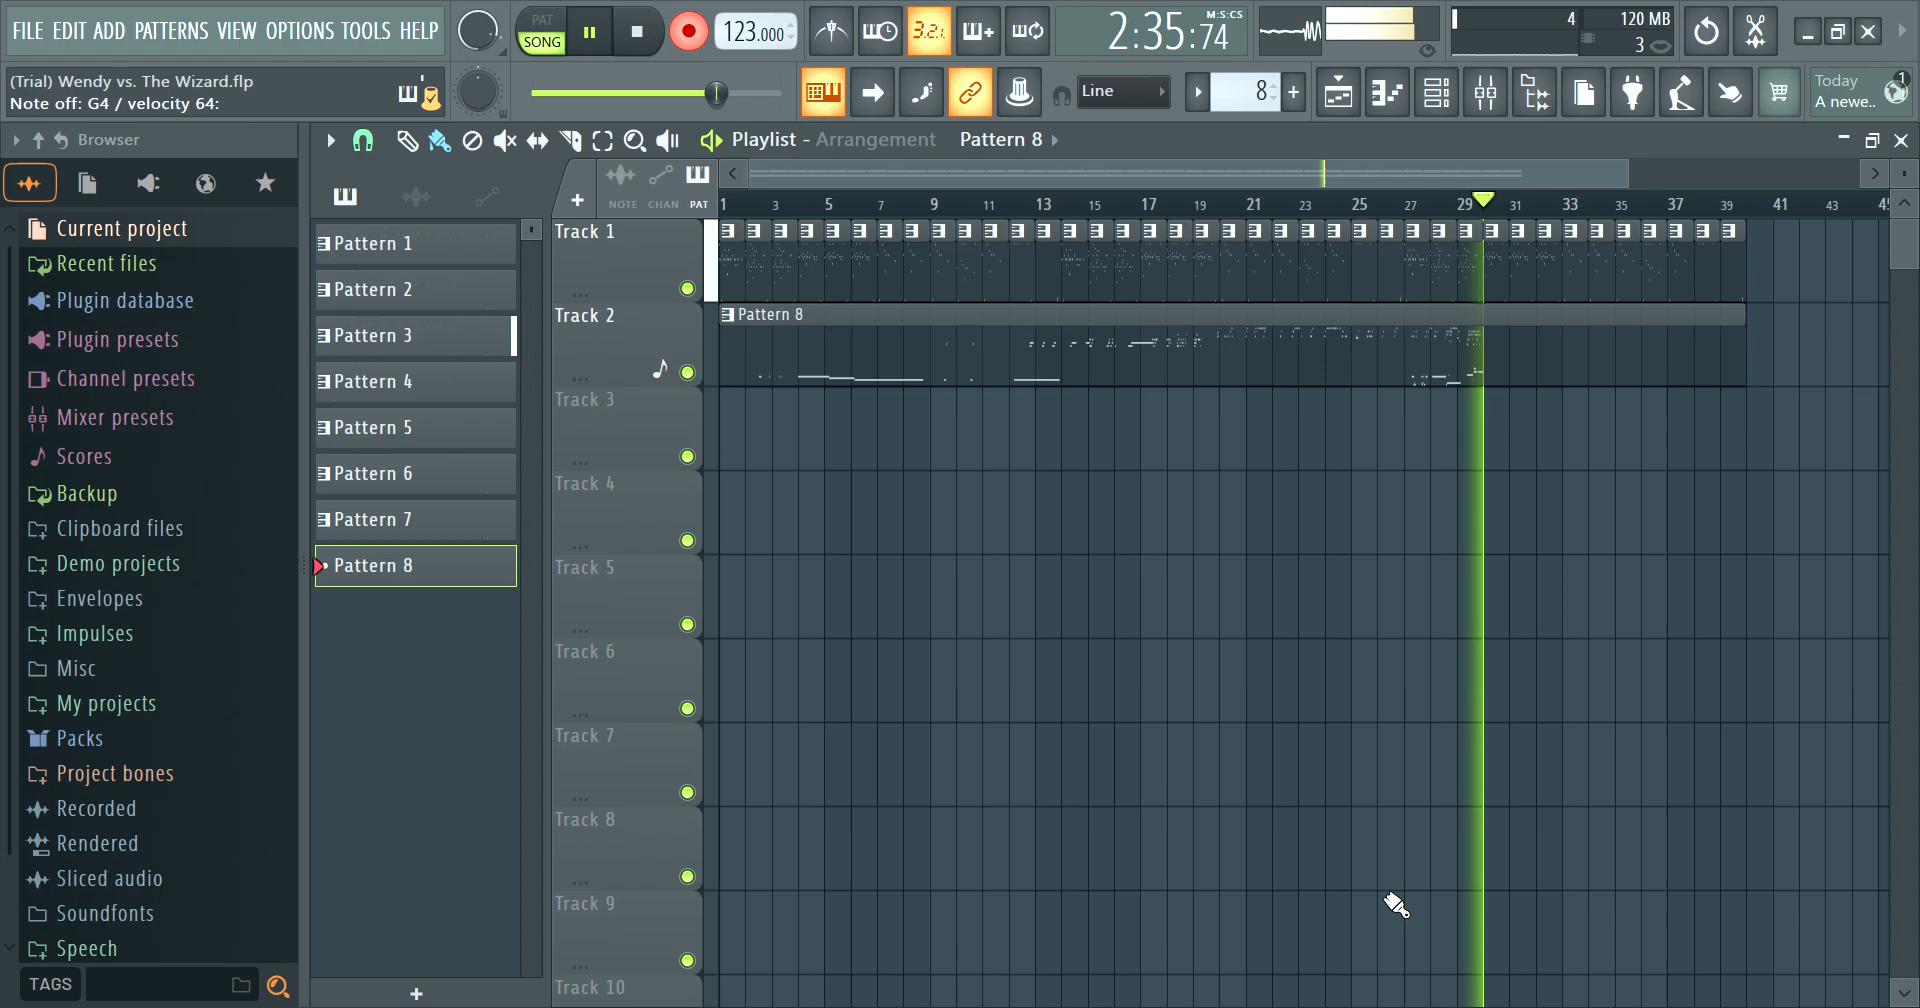 FILE EDIT ADD PATTERNS VIEW OPTIONS TOOLS HELP
PAT
SONG
123.000
3.2.1.
2:35:74
M:S:CS
4
120 MB
3
(Trial) Wendy vs. The Wizard.flp
Note off: G4 / velocity 64:
Line
8
+
Today
1
A newe..
Browser
Playlist - Arrangement
Pattern 8
NOTE
CHAN
PAT
+
1
3
5
7
9
11
13
15
17
19
21
23
25
27
29
31
33
35
37
39
41
43
Current project
Recent files
Plugin database
Plugin presets
Channel presets
Mixer presets
Scores
Backup
Clipboard files
Demo projects
Envelopes
Impulses
Misc
My projects
Packs
Project bones
Recorded
Rendered
Sliced audio
Soundfonts
Speech
TAGS
Pattern 1
Pattern 2
Pattern 3
Pattern 4
Pattern 5
Pattern 6
Pattern 7
Pattern 8
+
Track 1
Track 2
Pattern 8
Track 3
Track 4
Track 5
Track 6
Track 7
Track 8
Track 9
Track 10